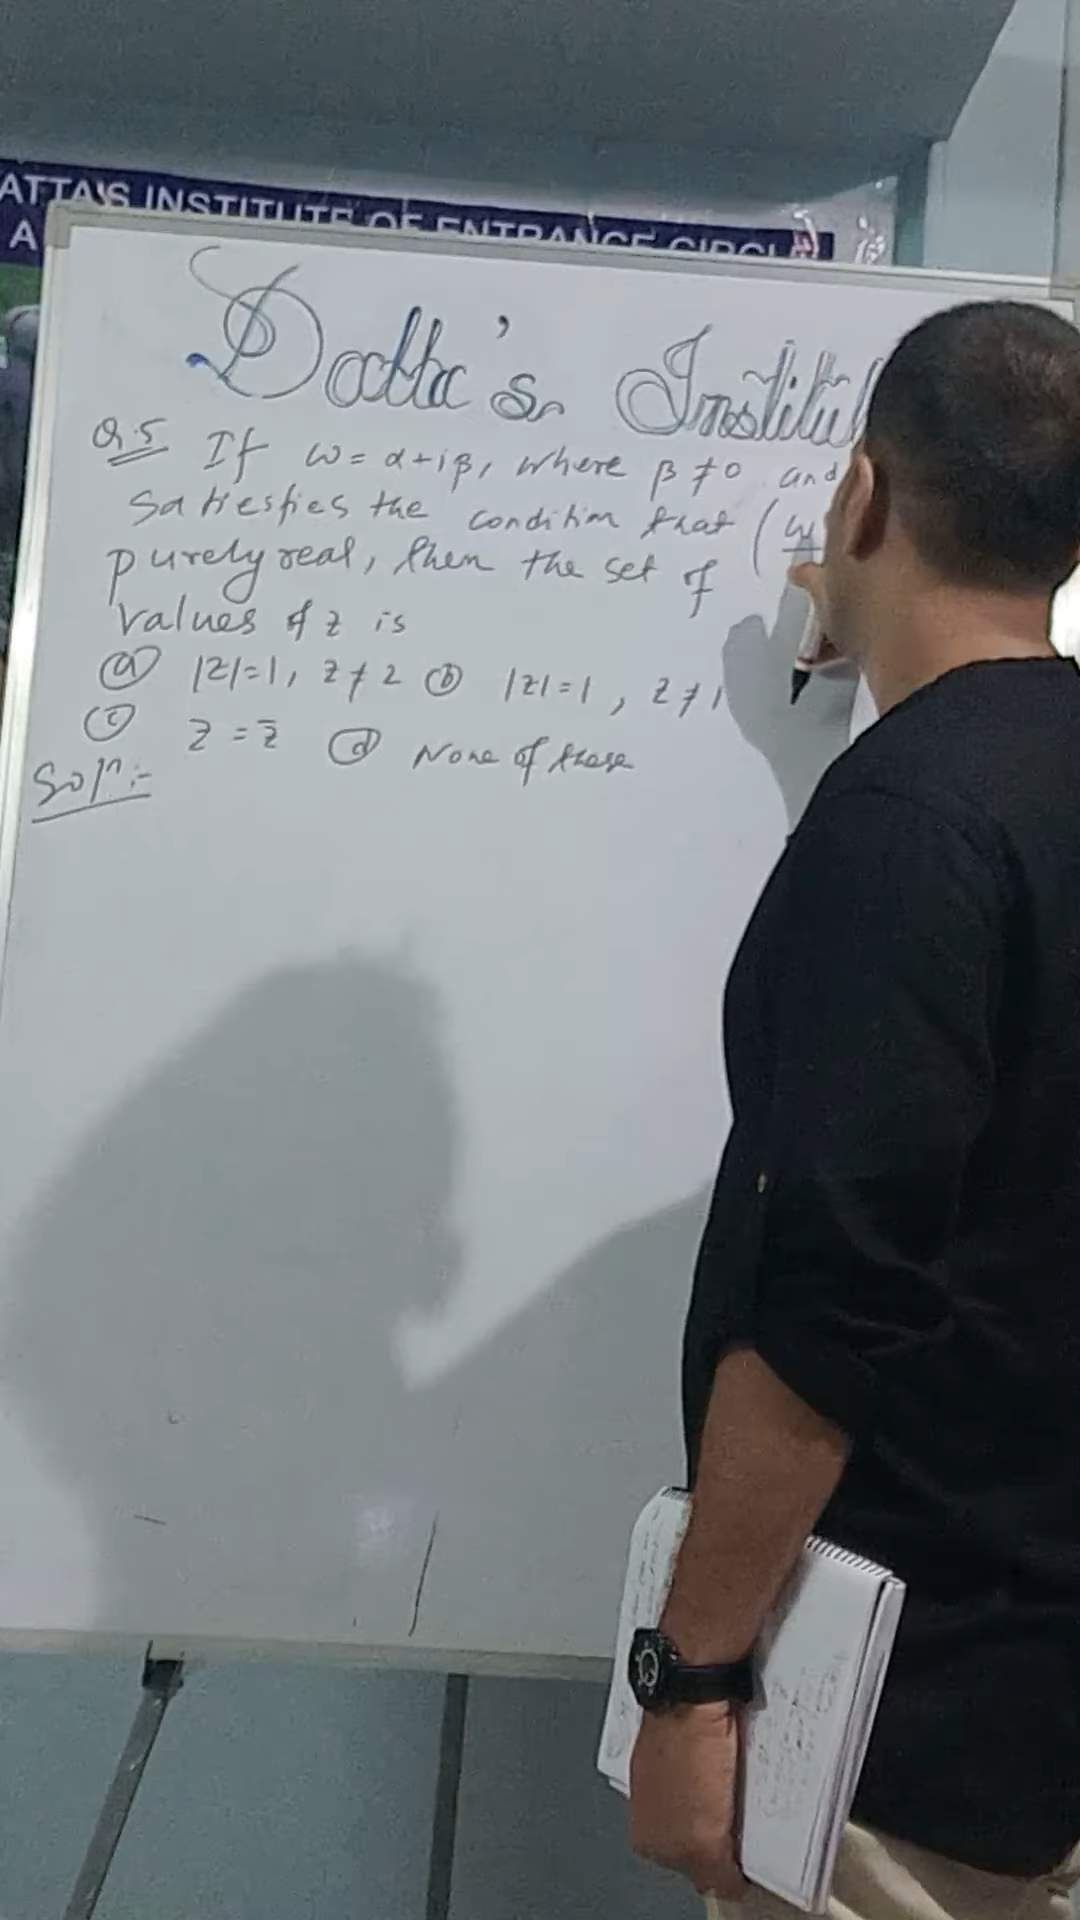 ATTA'S INSTITUTE OF ENTRANCE CIRCLE
A
Datta's Institu
Q.5 If ω = α + iβ, where β ≠ 0 and
satiesfies the condition that (ω
purely real, then the set of
values of z is
(a) |z|=1, z ≠ 2 (b) |z|=1, z ≠ 1
(c) z = z̄ (d) None of these
Solⁿ:-